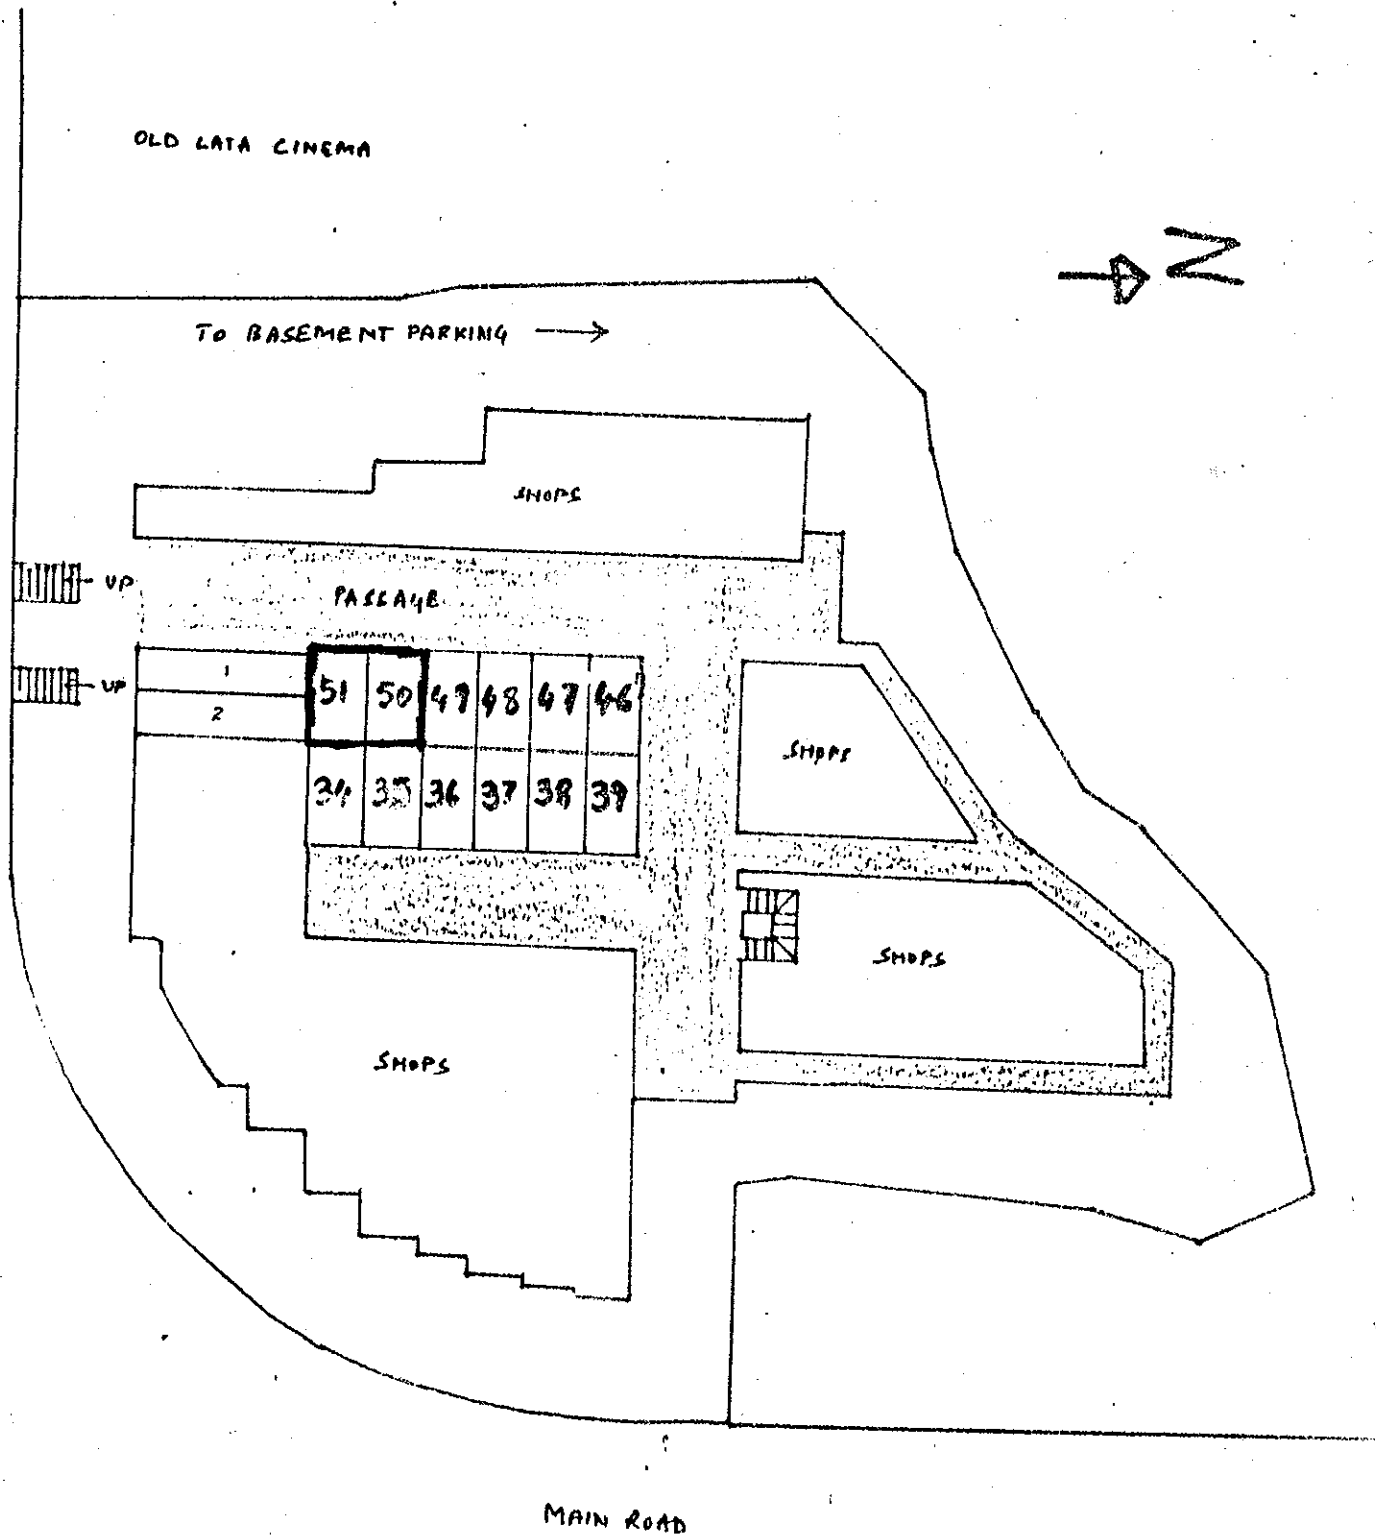 OLD LATA CINEMA
N
TO BASEMENT PARKING
SHOPS
UP
PASSAGE
UP
1
2
51 50 49 48 47 46
SHOPS
34 35 36 37 38 39
SHOPS
SHOPS
MAIN ROAD